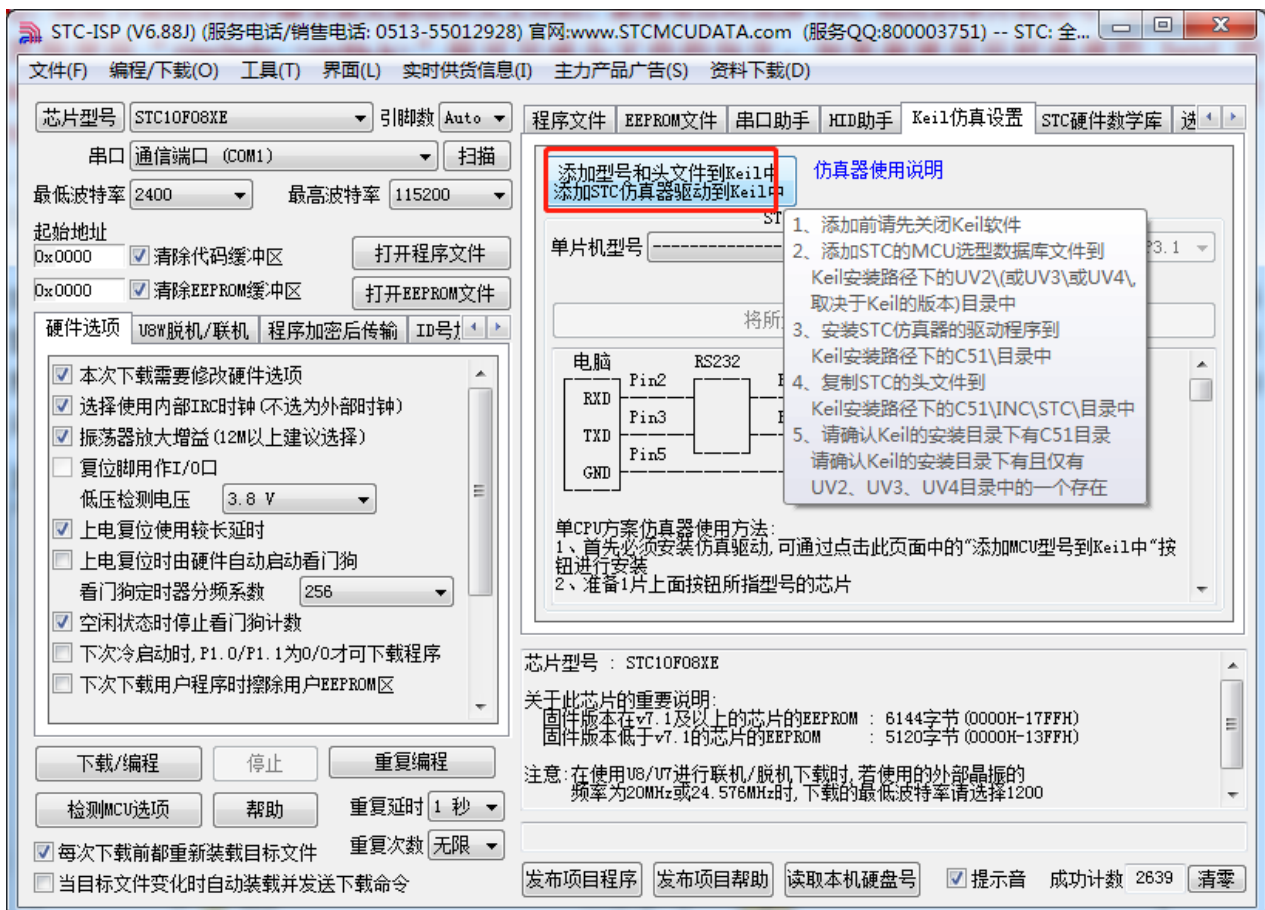 STC-ISP (V6.88J) (服务电话/销售电话: 0513-55012928) 官网:www.STCMCUDATA.com (服务QQ:800003751) -- STC: 全...
文件(F) 编程/下载(O) 工具(T) 界面(L) 实时供货信息(I) 主力产品广告(S) 资料下载(D)
芯片型号 STC10F08XE 引脚数 Auto
串口 通信端口 (COM1) 扫描
最低波特率 2400 最高波特率 115200
起始地址
0x0000 清除代码缓冲区 打开程序文件
0x0000 清除EEPROM缓冲区 打开EEPROM文件
硬件选项 U8W脱机/联机 程序加密后传输 ID号
本次下载需要修改硬件选项
选择使用内部IRC时钟(不选为外部时钟)
振荡器放大增益(12M以上建议选择)
复位脚用作I/O口
低压检测电压 3.8 V
上电复位使用较长延时
上电复位时由硬件自动启动看门狗
看门狗定时器分频系数 256
空闲状态时停止看门狗计数
下次冷启动时,P1.0/P1.1为0/0才可下载程序
下次下载用户程序时擦除用户EEPROM区
下载/编程 停止 重复编程
检测MCU选项 帮助 重复延时 1 秒
每次下载前都重新装载目标文件 重复次数 无限
当目标文件变化时自动装载并发送下载命令
程序文件 EEPROM文件 串口助手 HID助手 Keil仿真设置 STC硬件数学库
添加型号和头文件到Keil中
添加STC仿真器驱动到Keil中
仿真器使用说明
ST
单片机型号 3.1
将所
1、添加前请先关闭Keil软件
2、添加STC的MCU选型数据库文件到
Keil安装路径下的UV2\(或UV3\或UV4\,
取决于Keil的版本)目录中
3、安装STC仿真器的驱动程序到
Keil安装路径下的C51\目录中
4、复制STC的头文件到
Keil安装路径下的C51\INC\STC\目录中
5、请确认Keil的安装目录下有C51目录
请确认Keil的安装目录下有且仅有
UV2、UV3、UV4目录中的一个存在
电脑 RS232
Pin2
RXD
Pin3
TXD
Pin5
GND
单CPU方案仿真器使用方法:
1、首先必须安装仿真驱动,可通过点击此页面中的"添加MCU型号到Keil中"按
钮进行安装
2、准备1片上面按钮所指型号的芯片
芯片型号 : STC10F08XE
关于此芯片的重要说明:
固件版本在v7.1及以上的芯片的EEPROM : 6144字节(0000H-17FFH)
固件版本低于v7.1的芯片的EEPROM : 5120字节(0000H-13FFH)
注意:在使用U8/U7进行联机/脱机下载时,若使用的外部晶振的
频率为20MHz或24.576MHz时,下载的最低波特率请选择1200
发布项目程序 发布项目帮助 读取本机硬盘号 提示音 成功计数 2639 清零